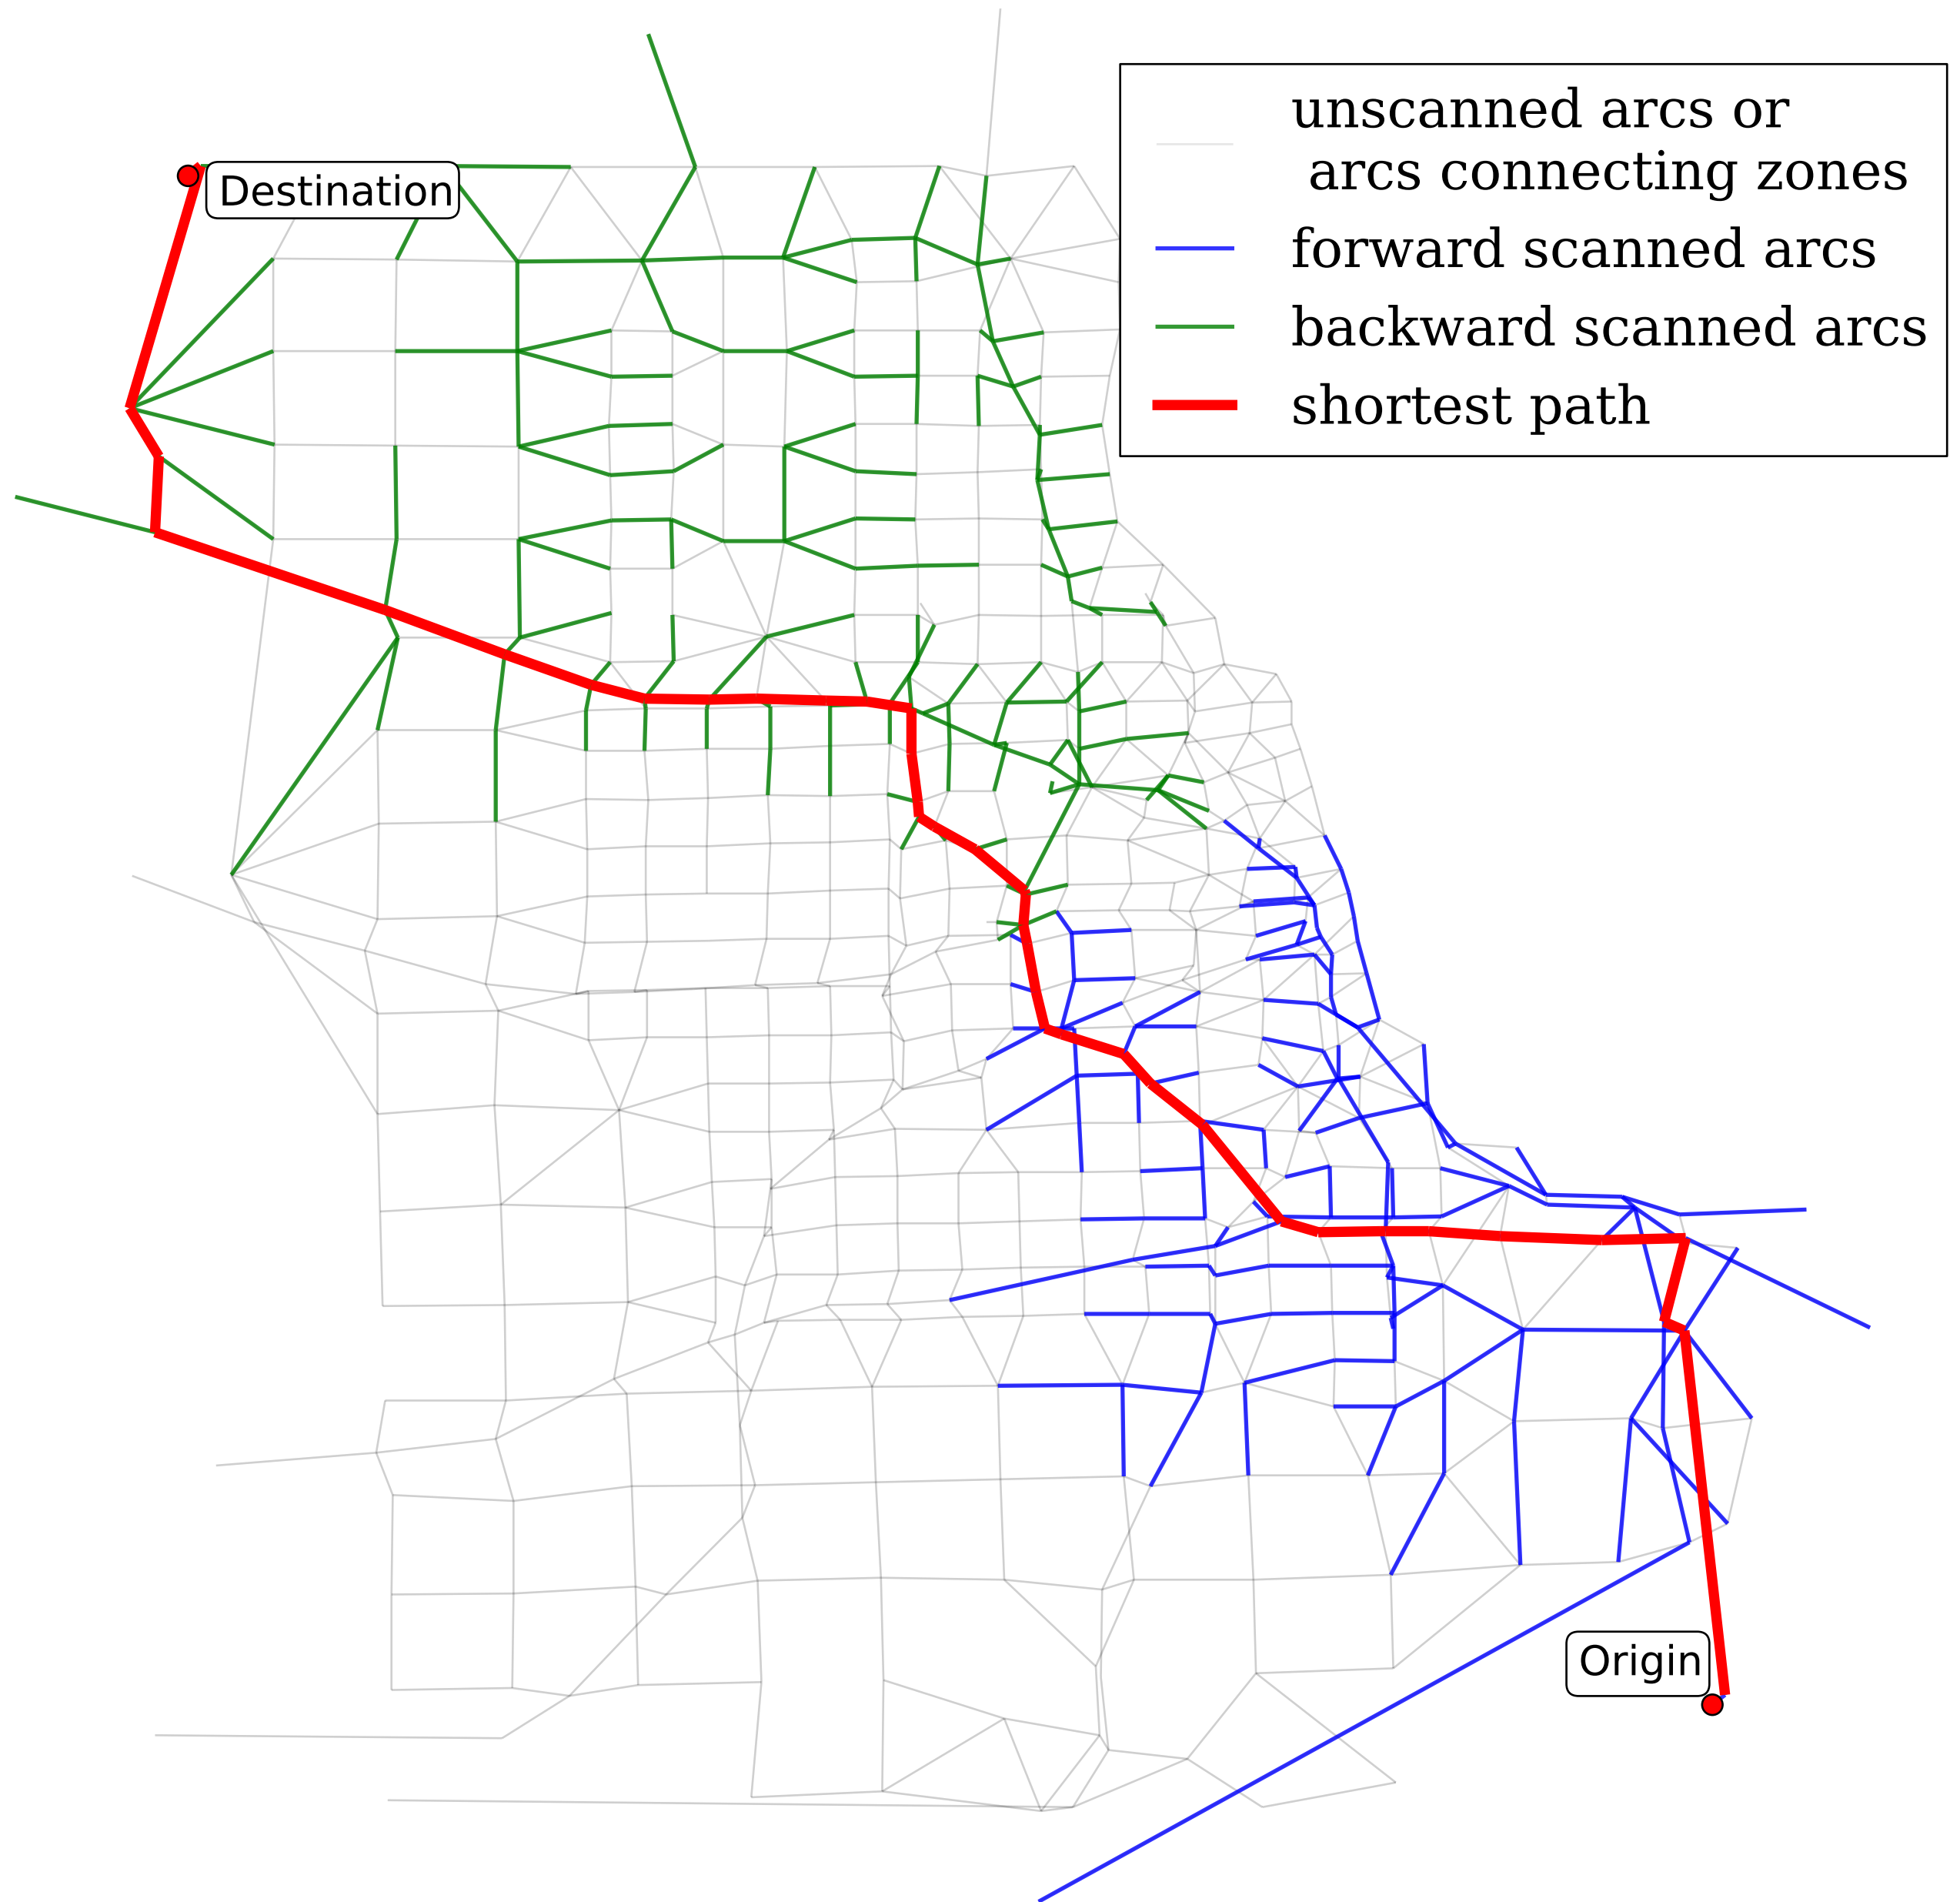 unscanned arcs or
arcs connecting zones
forward scanned arcs
backward scanned arcs
shortest path
Destination
Origin